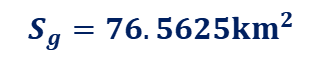 S_g = 76.5625km²